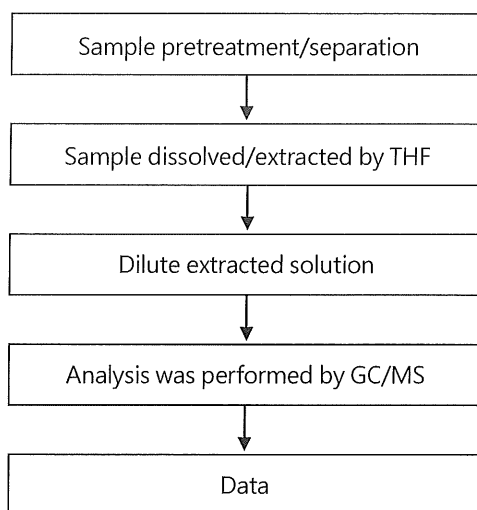 Sample pretreatment/separation
Sample dissolved/extracted by THF
Dilute extracted solution
Analysis was performed by GC/MS
Data